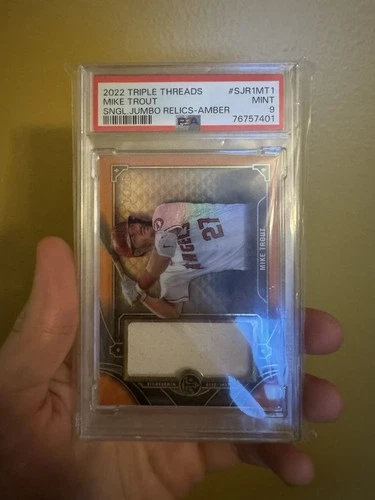 2022 TRIPLE THREADS #SJR1MT1
MIKE TROUT MINT
SNGL JUMBO RELICS-AMBER 9
PSA 76757401
ANGELS
27
MIKE TROUT